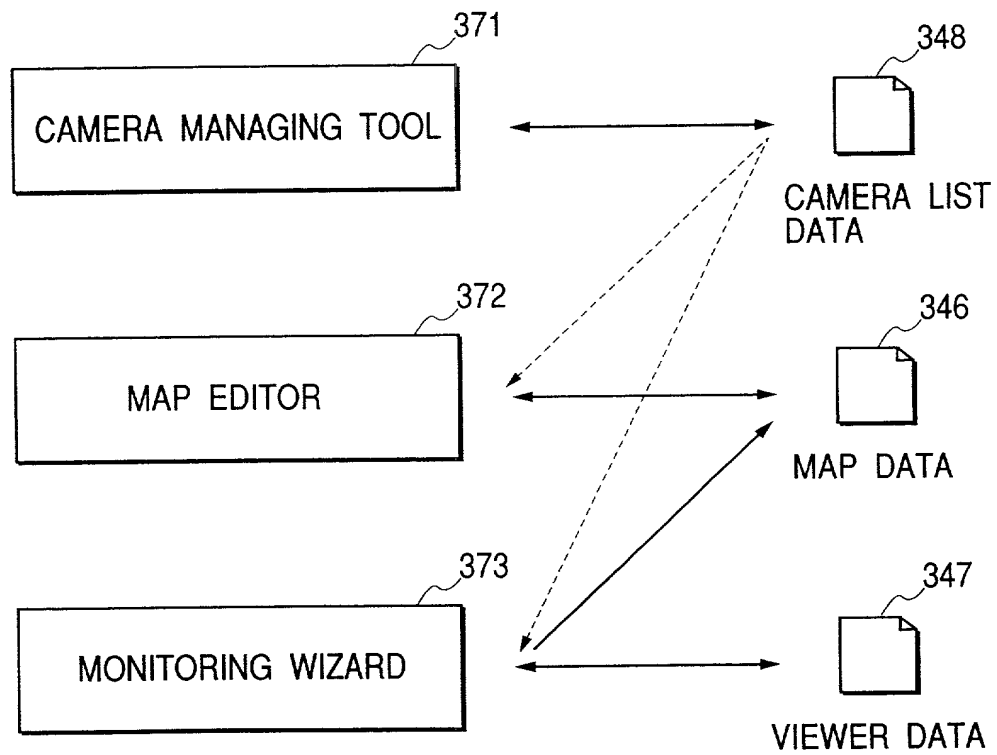 371
CAMERA MANAGING TOOL
348
CAMERA LIST
DATA
372
MAP EDITOR
346
MAP DATA
373
MONITORING WIZARD
347
VIEWER DATA